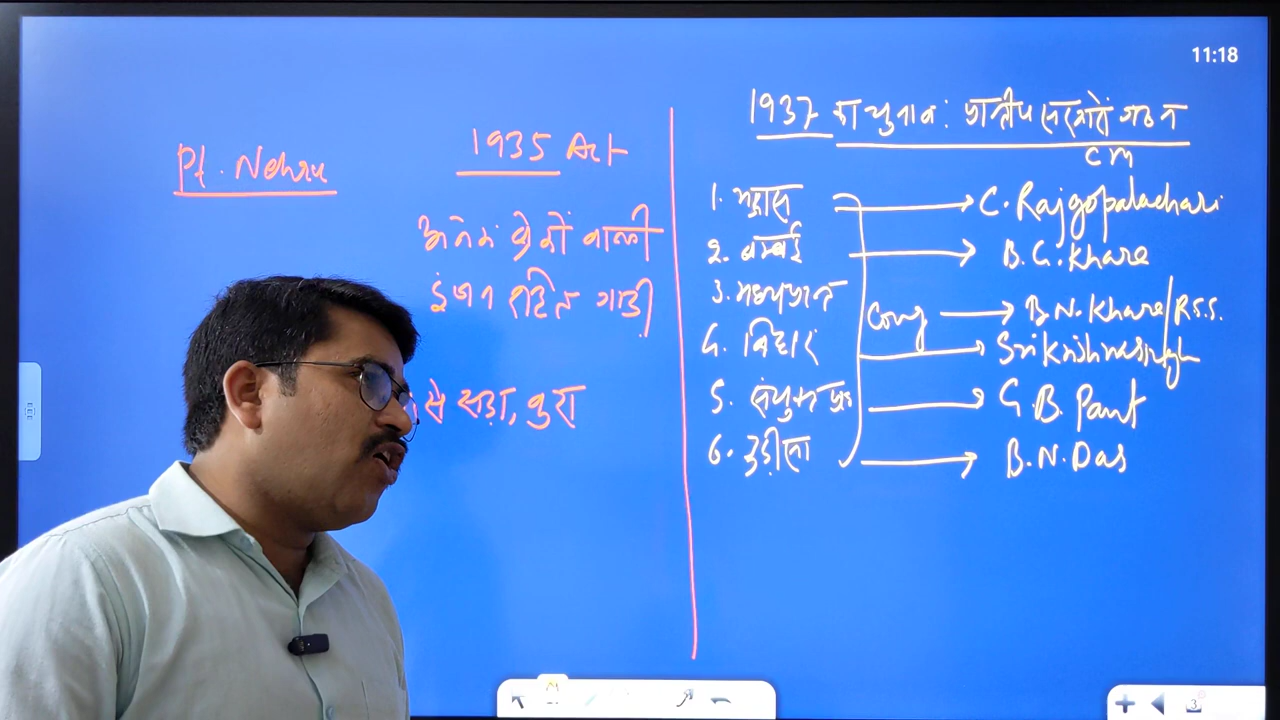 11:18
Pt. Nehru
1935 Act
अनेक ब्रेकों वाली
इंजन रहित गाड़ी
से सड़ा, बुरा
1937 का चुनाव: प्रांतीय सरकारों गठन
CM
1. मद्रास → C. Rajgopalachari
2. बम्बई → B.G. Khare
3. मध्यप्रान्त → B.N. Khare/R.S.S.
Cong
4. बिहार → Srikrishnasingh
5. संयुक्त प्रा → G.B. Pant
6. उड़ीसा → B.N. Das
3